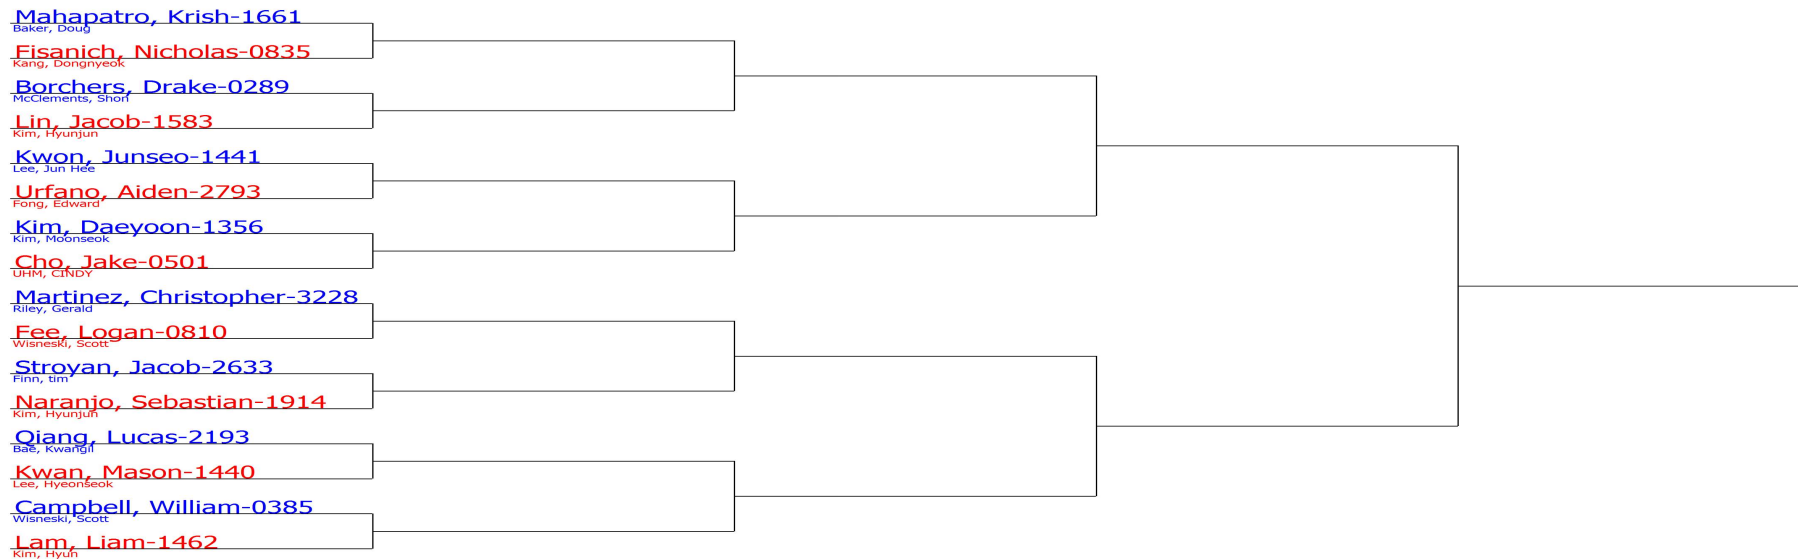 Mahapatro, Krish-1661
Baker, Doug
Fisanich, Nicholas-0835
Kang, Dongnyeok
Borchers, Drake-0289
McClements, Shon
Lin, Jacob-1583
Kim, Hyunjun
Kwon, Junseo-1441
Lee, Jun Hee
Urfano, Aiden-2793
Fong, Edward
Kim, Daeyoon-1356
Kim, Moonseok
Cho, Jake-0501
UHM, CINDY
Martinez, Christopher-3228
Riley, Gerald
Fee, Logan-0810
Wisneski, Scott
Stroyan, Jacob-2633
Finn, tim
Naranjo, Sebastian-1914
Kim, Hyunjun
Qiang, Lucas-2193
Bae, Kwangil
Kwan, Mason-1440
Lee, Hyeonseok
Campbell, William-0385
Wisneski, Scott
Lam, Liam-1462
Kim, Hyun